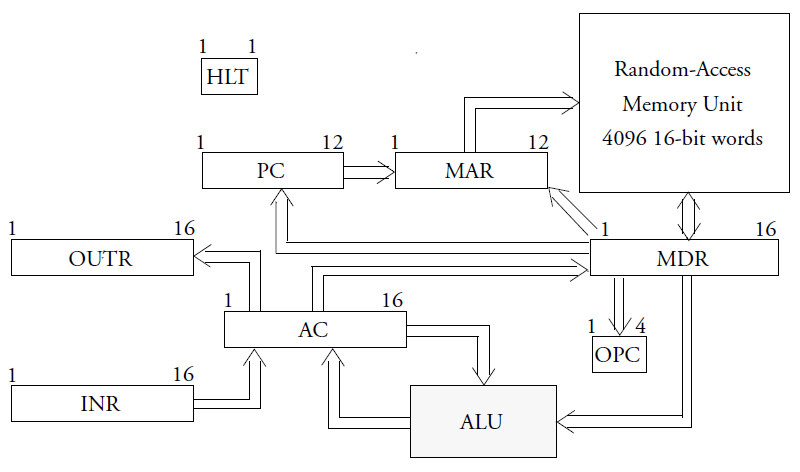 1 1
HLT
Random-Access
Memory Unit
4096 16-bit words
1 12
PC
1 12
MAR
1 16
OUTR
1 16
MDR
1 16
AC
1 4
OPC
1 16
INR
ALU